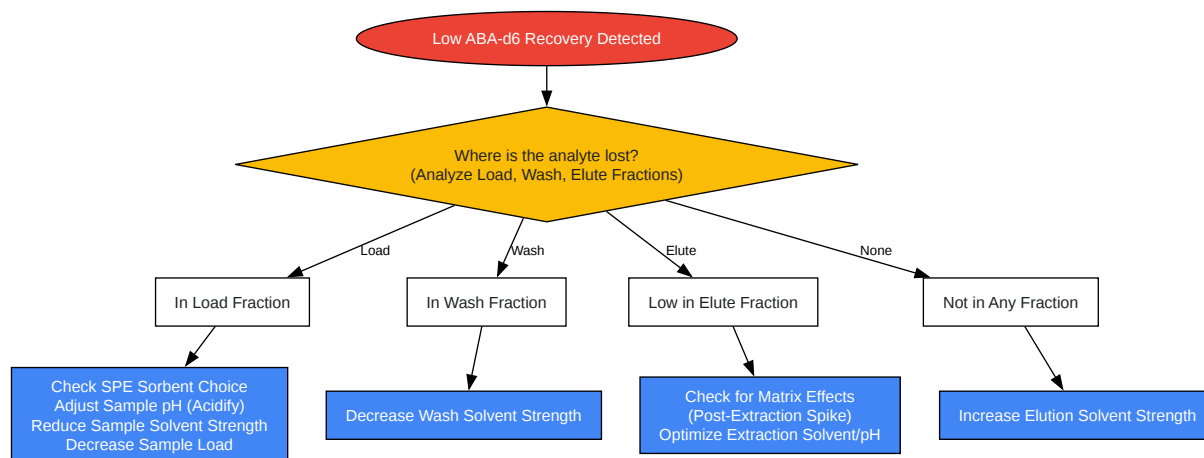 Low ABA-d6 Recovery Detected
Where is the analyte lost?
(Analyze Load, Wash, Elute Fractions)
Load
Wash
Elute
None
In Load Fraction
In Wash Fraction
Low in Elute Fraction
Not in Any Fraction
Check SPE Sorbent Choice
Adjust Sample pH (Acidify)
Reduce Sample Solvent Strength
Decrease Sample Load
Decrease Wash Solvent Strength
Check for Matrix Effects
(Post-Extraction Spike)
Optimize Extraction Solvent/pH
Increase Elution Solvent Strength